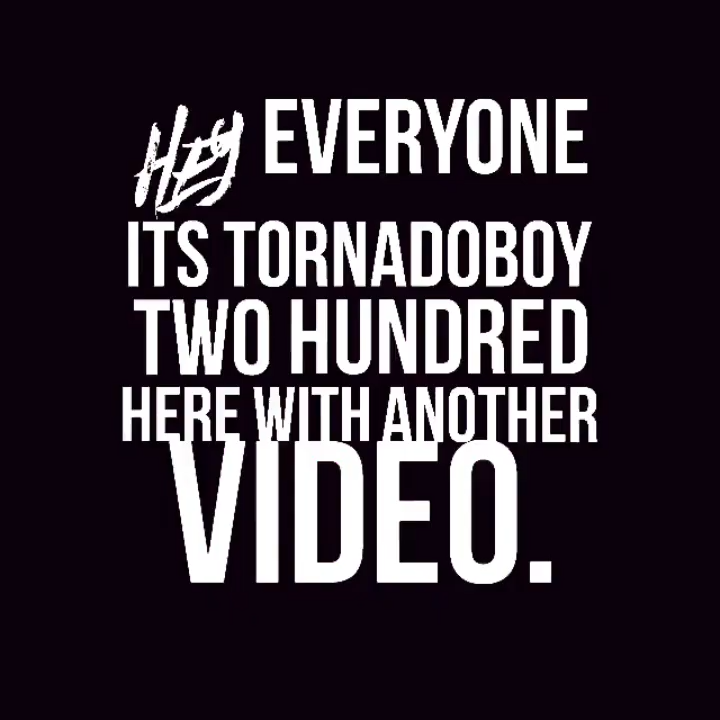 Hey EVERYONE
ITS TORNADOBOY
TWO HUNDRED
HERE WITH ANOTHER
VIDEO.